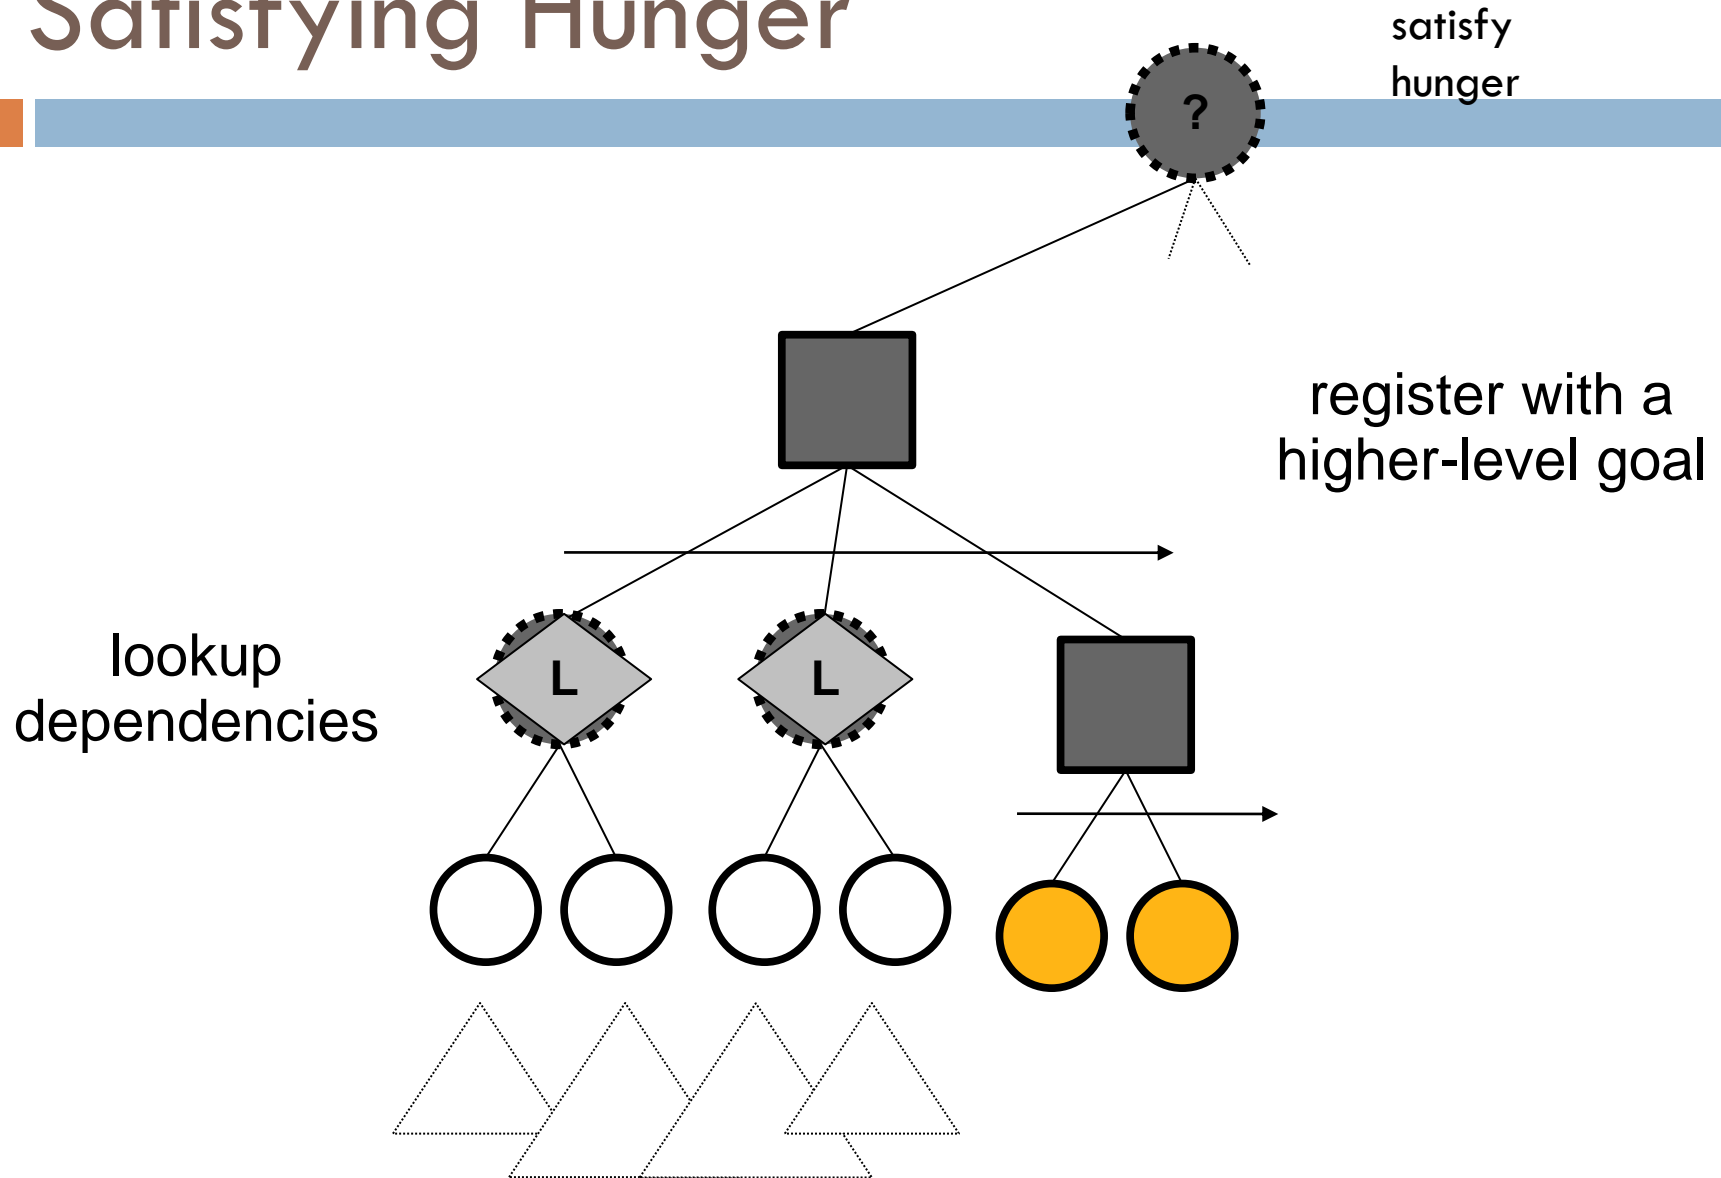 Satisfying Hunger
satisfy
hunger
?
register with a
higher-level goal
lookup
dependencies
L
L